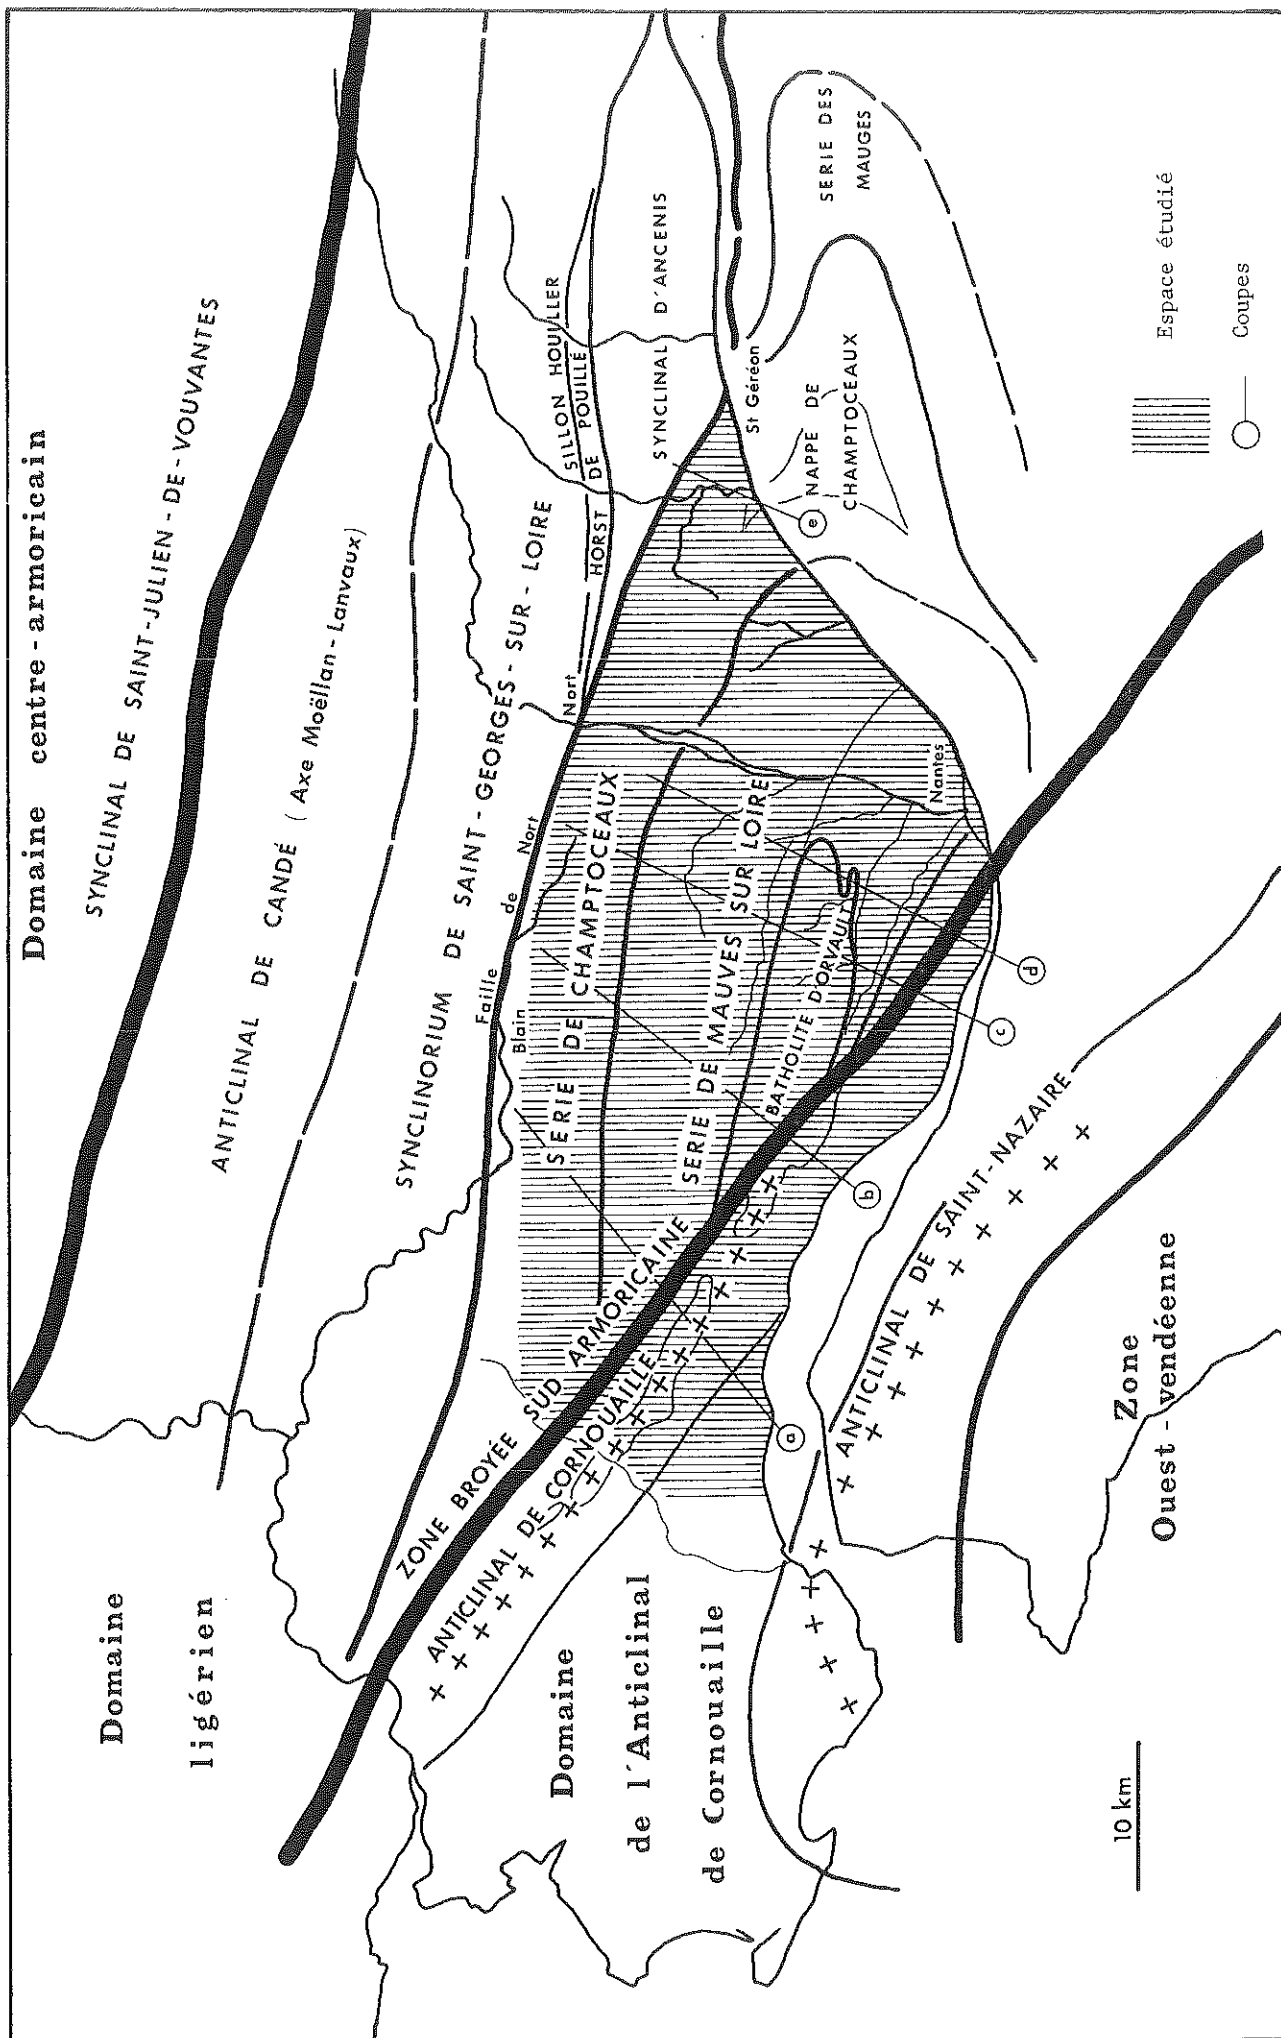 Domaine centre-armoricain
SYNCLINAL DE SAINT-JULIEN-DE-VOUVANTES
ANTICLINAL DE CANDÉ (Axe Moëllan-Lanvaux)
Domaine
ligérien
SYNCLINORIUM DE SAINT-GEORGES-SUR-LOIRE
SILLON HOUILLER
HORST DE POUILLÉ
SYNCLINAL D'ANCENIS
Faille de Nort
Nort
Blain
SERIE DE CHAMPTOCEAUX
ZONE BROYÉE SUD ARMORICAINE
SERIE DE MAUVES SUR LOIRE
BATHOLITE D'ORVAULT
Nantes
St Géréon
NAPPE DE
CHAMPTOCEAUX
SERIE DES
MAUGES
ANTICLINAL DE CORNOUAILLE
Domaine
de l'Anticlinal
de Cornouaille
ANTICLINAL DE SAINT-NAZAIRE
Zone
Ouest-vendéenne
a
b
c
d
e
10 km
Espace étudié
Coupes